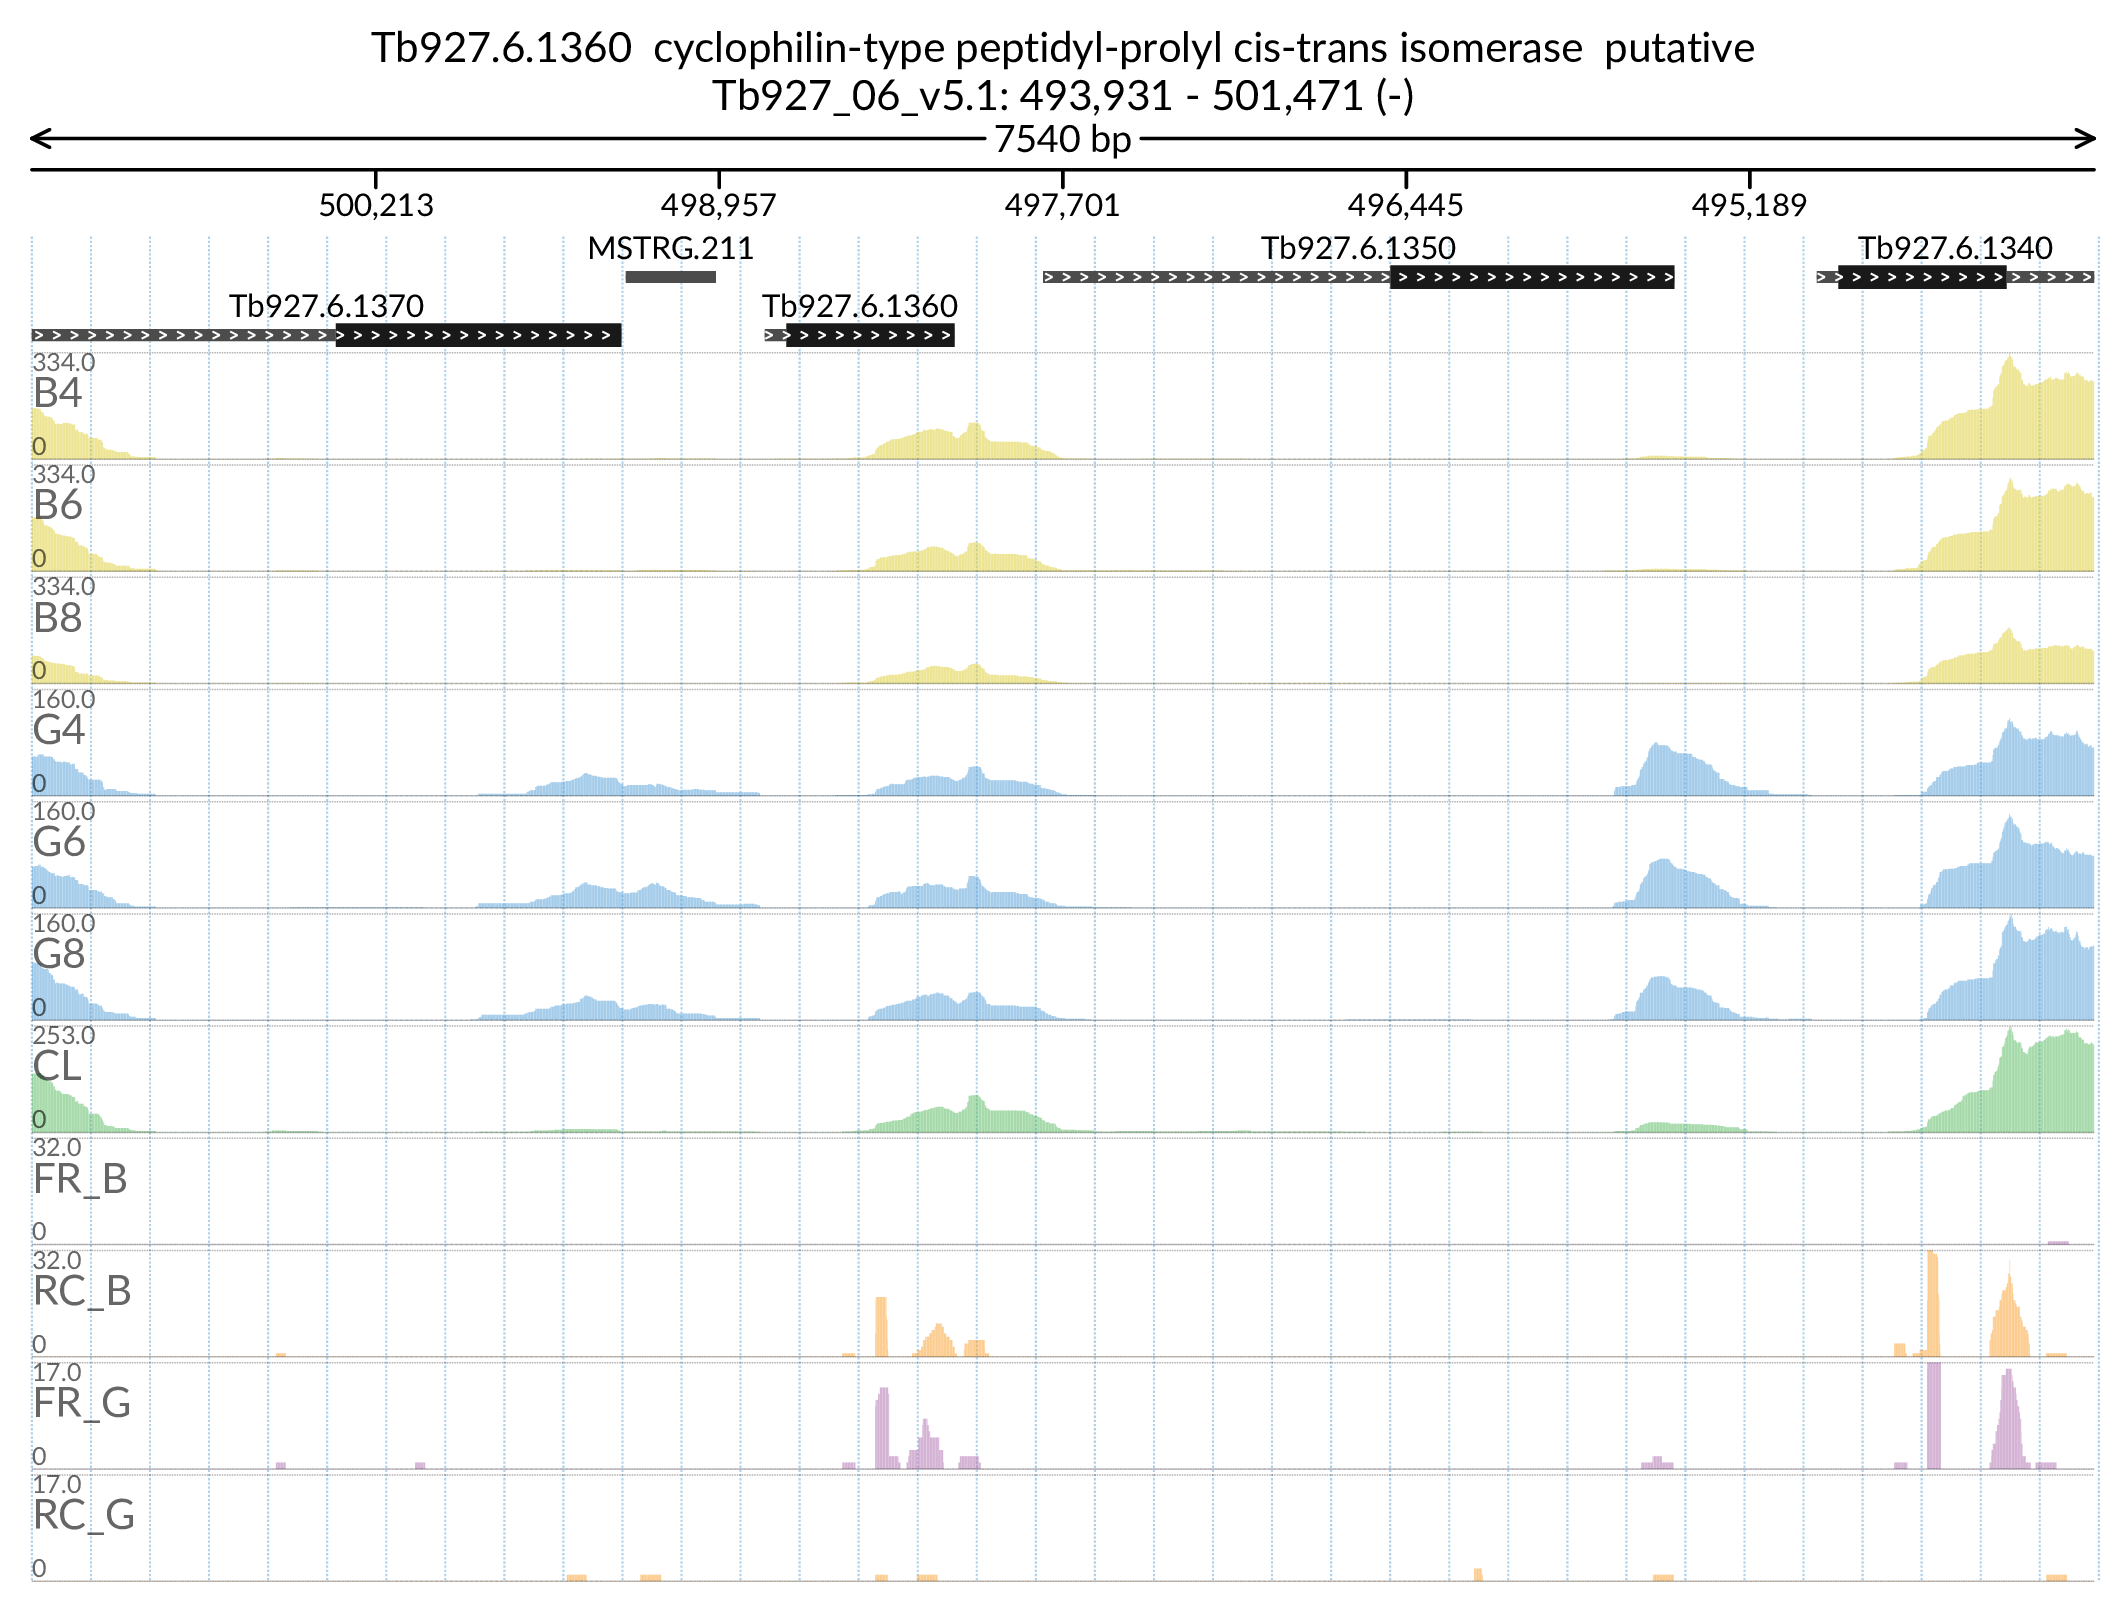 Tb927.6.1360  cyclophilin-type peptidyl-prolyl cis-trans isomerase  putative
Tb927_06_v5.1: 493,931 - 501,471 (-)
7540 bp
500,213 498,957 497,701 496,445 495,189
MSTRG.211 Tb927.6.1350 Tb927.6.1340
Tb927.6.1370 Tb927.6.1360
334.0
B4
0
334.0
B6
0
334.0
B8
0
160.0
G4
0
160.0
G6
0
160.0
G8
0
253.0
CL
0
32.0
FR_B
0
32.0
RC_B
0
17.0
FR_G
0
17.0
RC_G
0